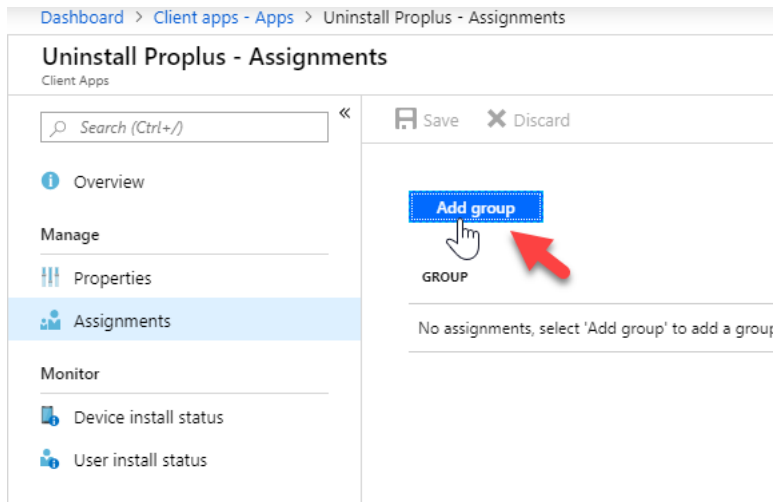 Dashboard > Client apps - Apps > Uninstall Proplus - Assignments
Uninstall Proplus - Assignments
Client Apps
«
Search (Ctrl+/)
Save
Discard
Overview
Add group
Manage
Properties
GROUP
Assignments
No assignments, select 'Add group' to add a group
Monitor
Device install status
User install status